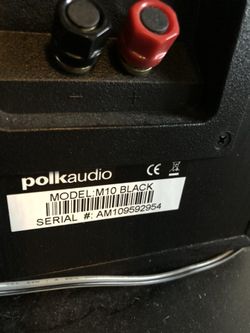 polkaudio
CE
MODEL:M10 BLACK
SERIAL #: AM109592954